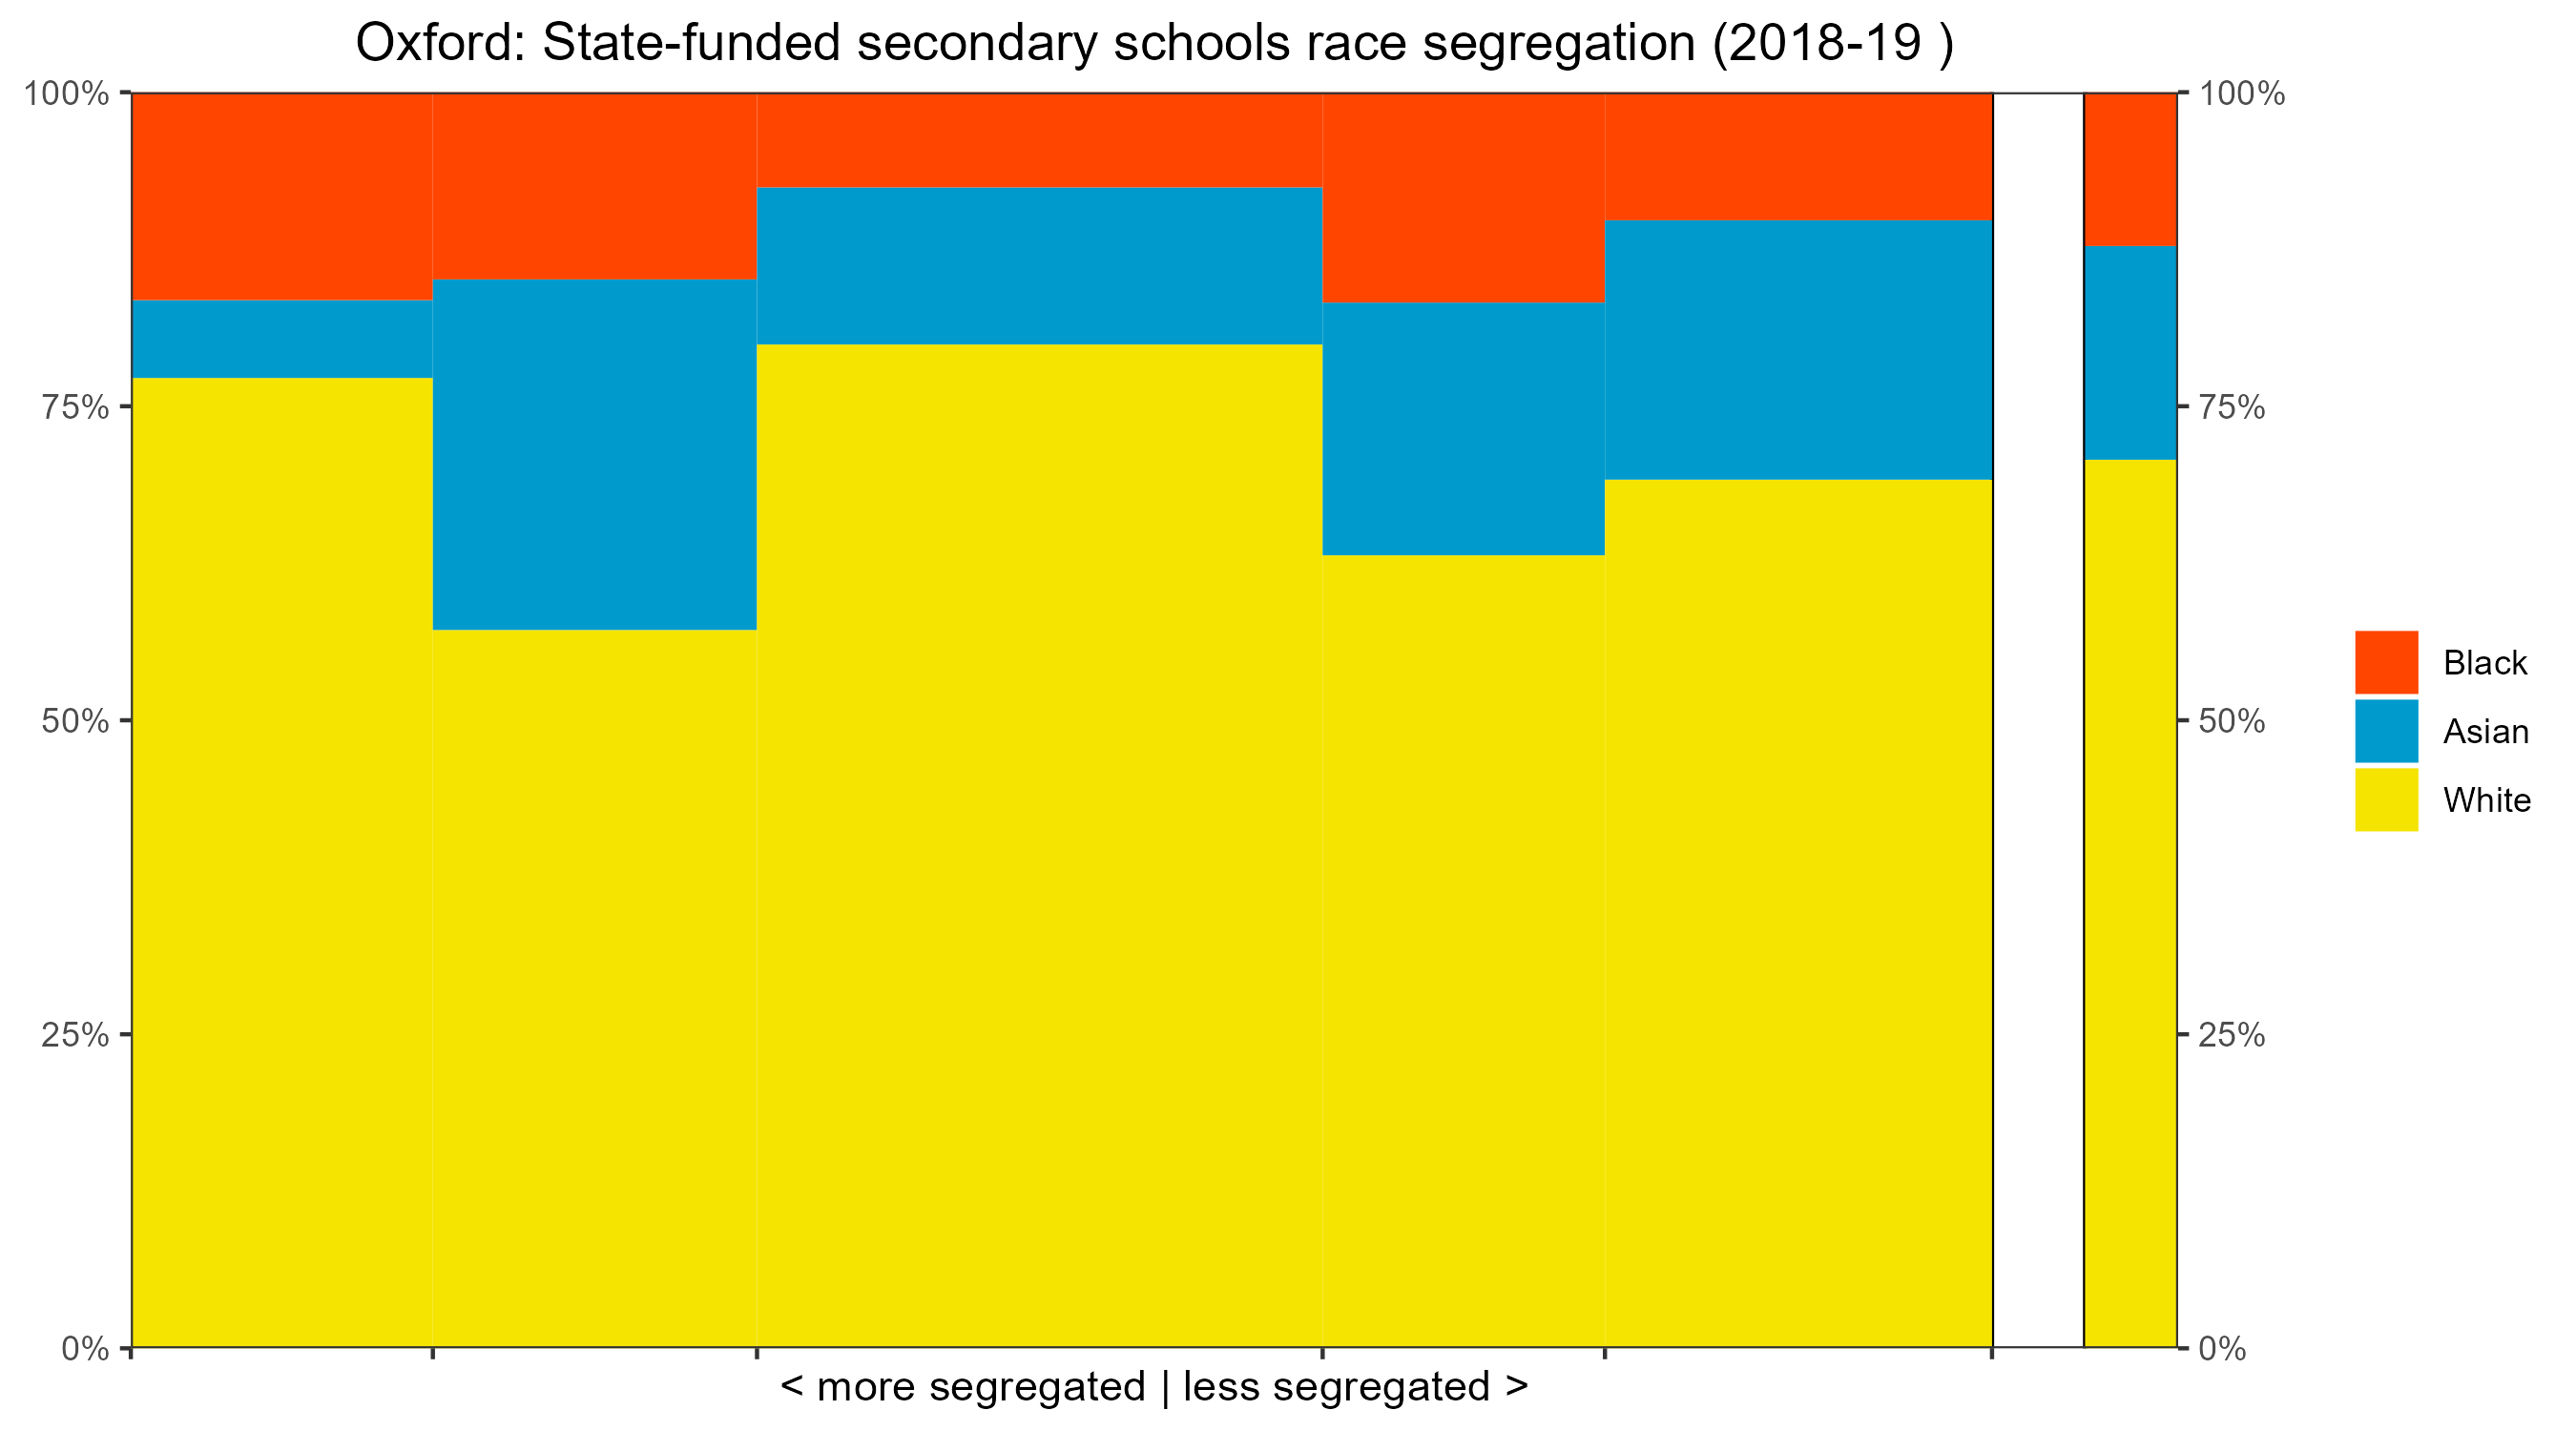 Oxford: State-funded secondary schools race segregation (2018-19 )
100%
75%
50%
25%
0%
100%
75%
50%
25%
0%
< more segregated | less segregated >
Black
Asian
White